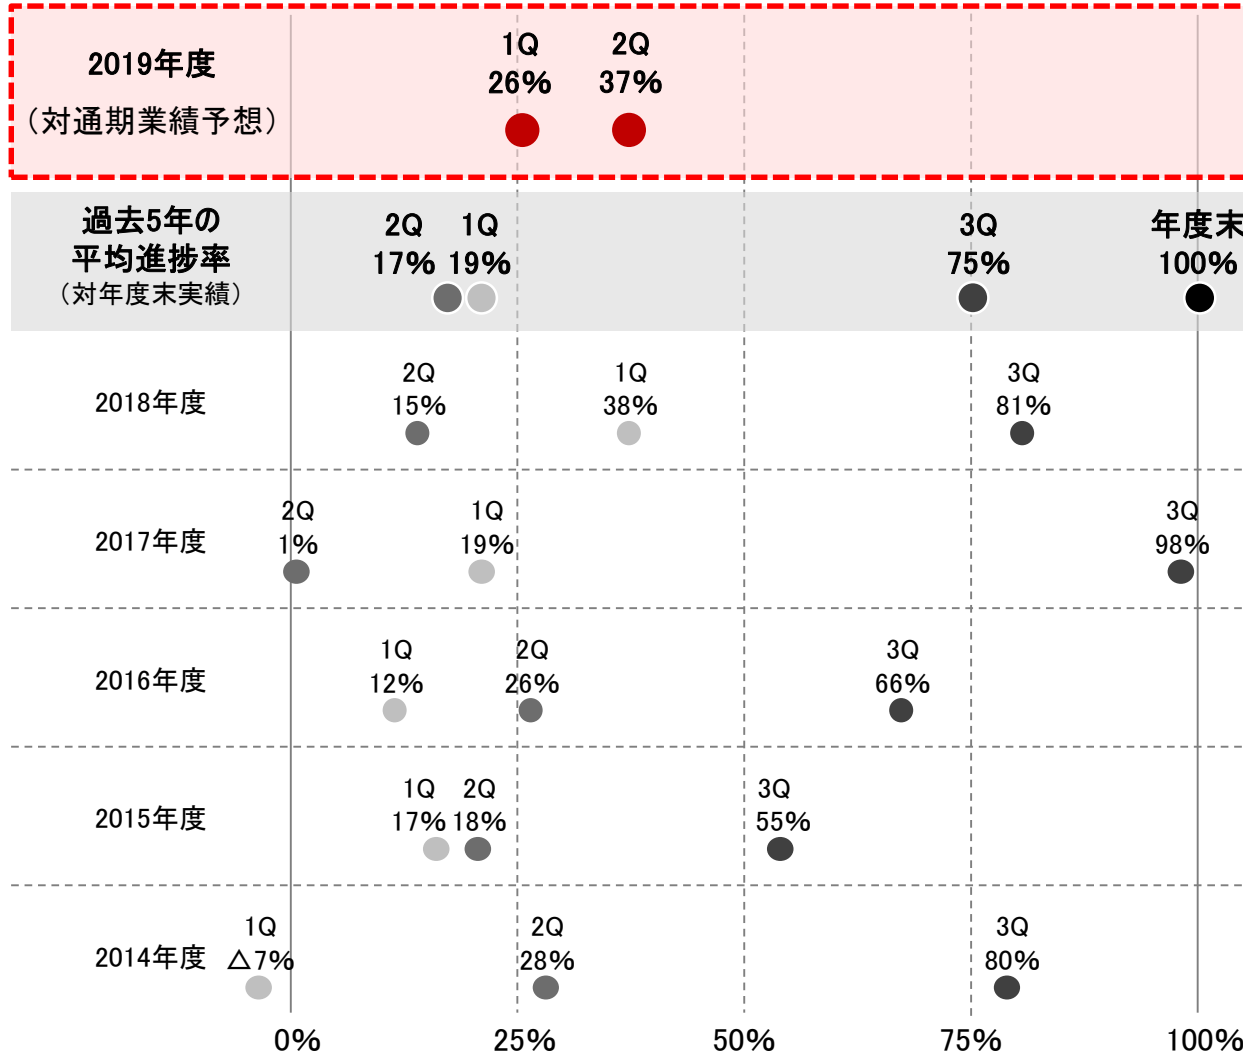 2019年度
（対通期業績予想）
1Q
26%
2Q
37%
過去5年の
平均進捗率
（対年度末実績）
2Q
17%
1Q
19%
3Q
75%
年度末
100%
2018年度
2Q
15%
1Q
38%
3Q
81%
2017年度
2Q
1%
1Q
19%
3Q
98%
2016年度
1Q
12%
2Q
26%
3Q
66%
2015年度
1Q
17%
2Q
18%
3Q
55%
2014年度
1Q
△7%
2Q
28%
3Q
80%
0%
25%
50%
75%
100%